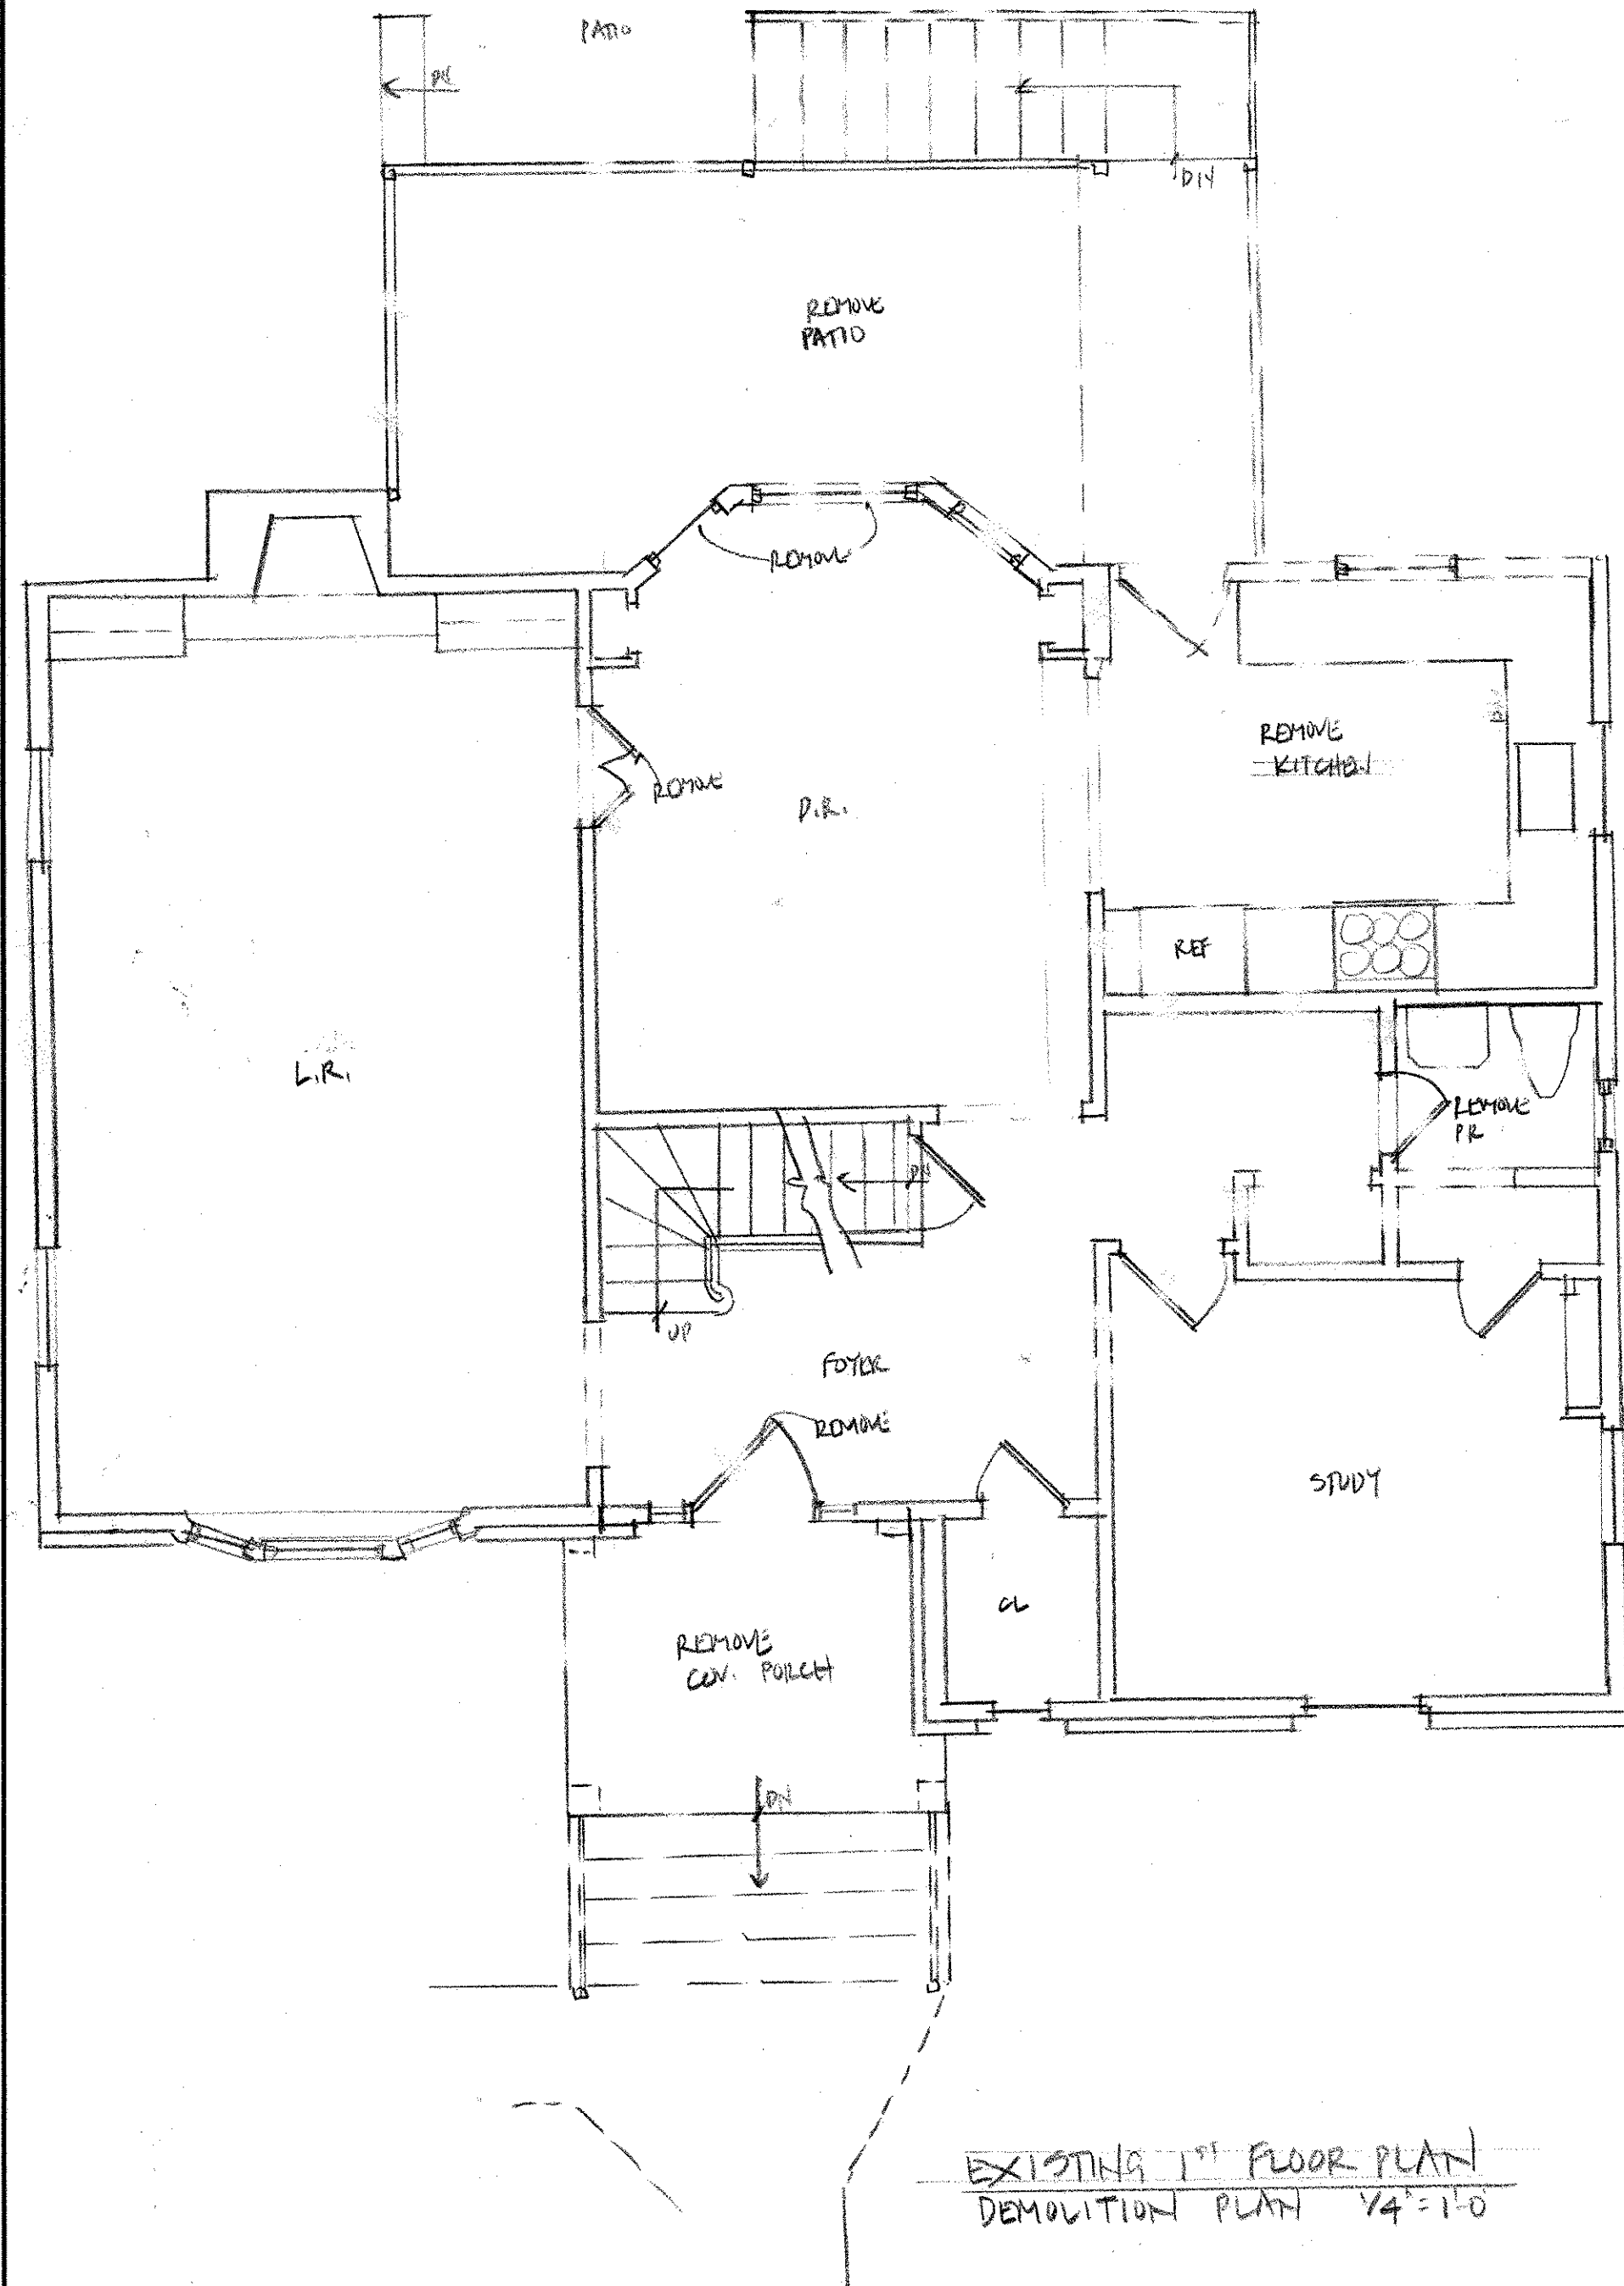 PATIO
DN
DN
REMOVE
PATIO
REMOVE
REMOVE
KITCHEN
DW
REMOVE
D.R.
REF
L.R.
REMOVE
PR
DN
UP
FOYER
REMOVE
STUDY
CL
REMOVE
COV. PORCH
DN
EXISTING 1ST FLOOR PLAN
DEMOLITION PLAN 1/4"=1'-0